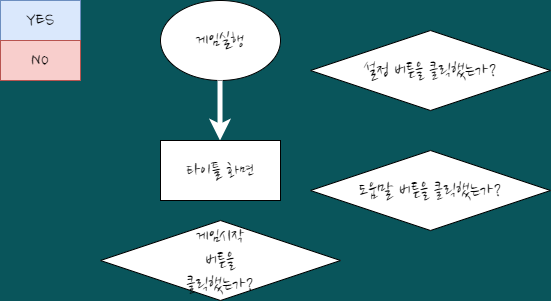 YES
NO
게임실행
설정 버튼을 클릭했는가?
타이틀 화면
도움말 버튼을 클릭했는가?
게임시작
버튼을
클릭했는가?